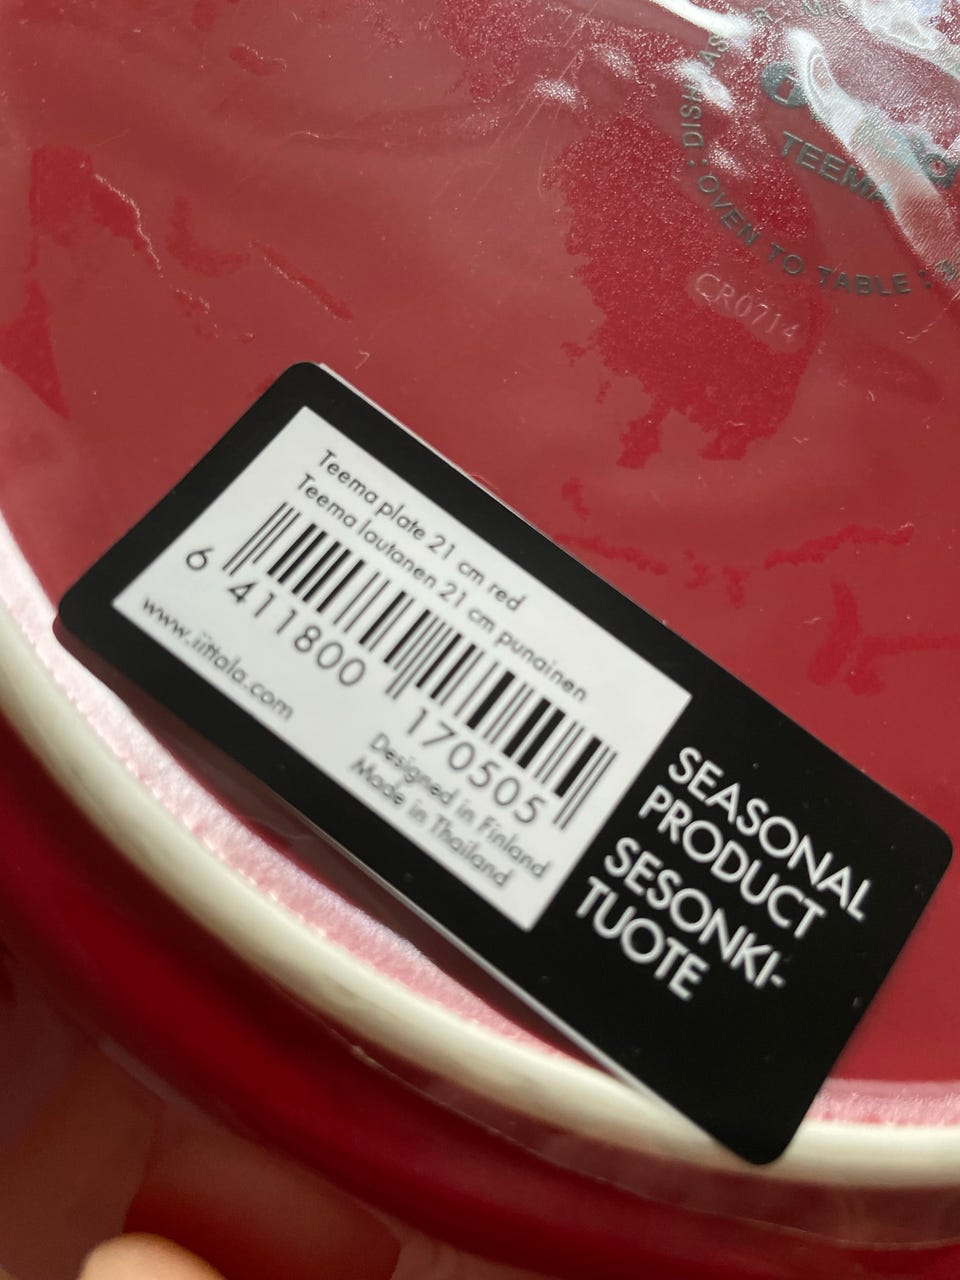 TEEMA
: OVEN TO TABLE :
CR0714
Teema plate 21 cm red
Teema lautanen 21 cm punainen
6 411800 170505
www.iittala.com
Designed in Finland
Made in Thailand
SEASONAL
PRODUCT
SESONKI-
TUOTE